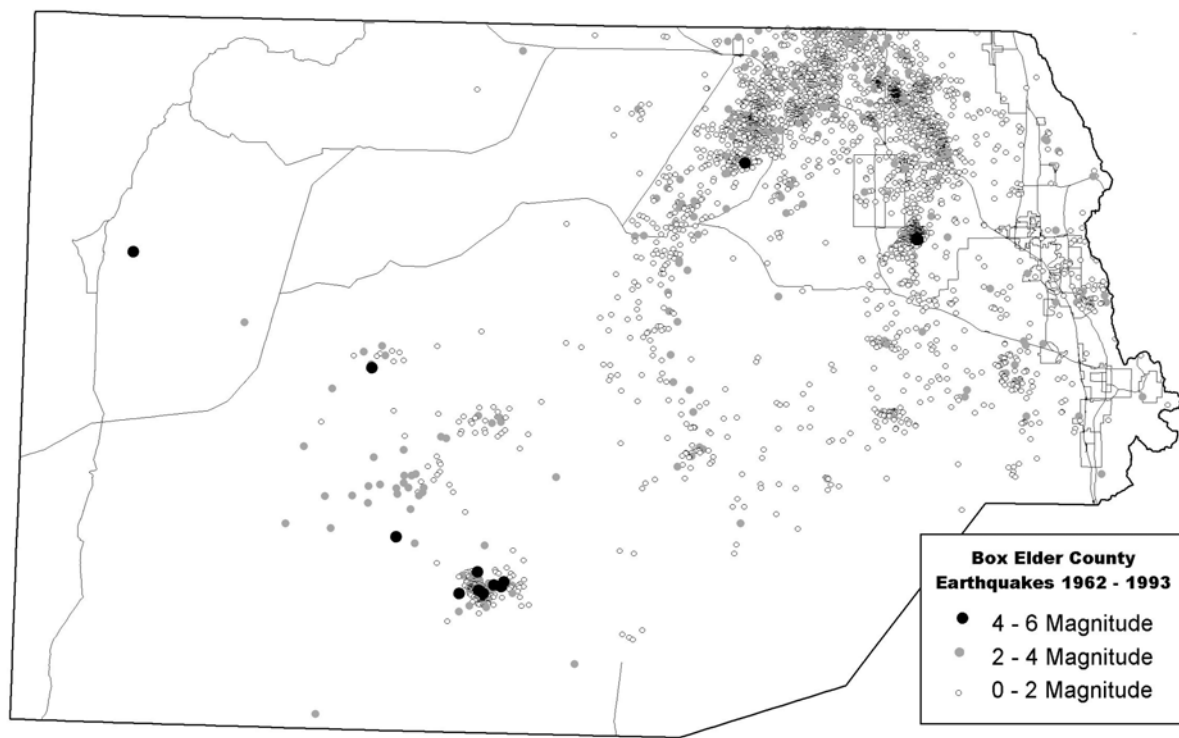 Box Elder County
Earthquakes 1962 - 1993
4 - 6 Magnitude
2 - 4 Magnitude
0 - 2 Magnitude